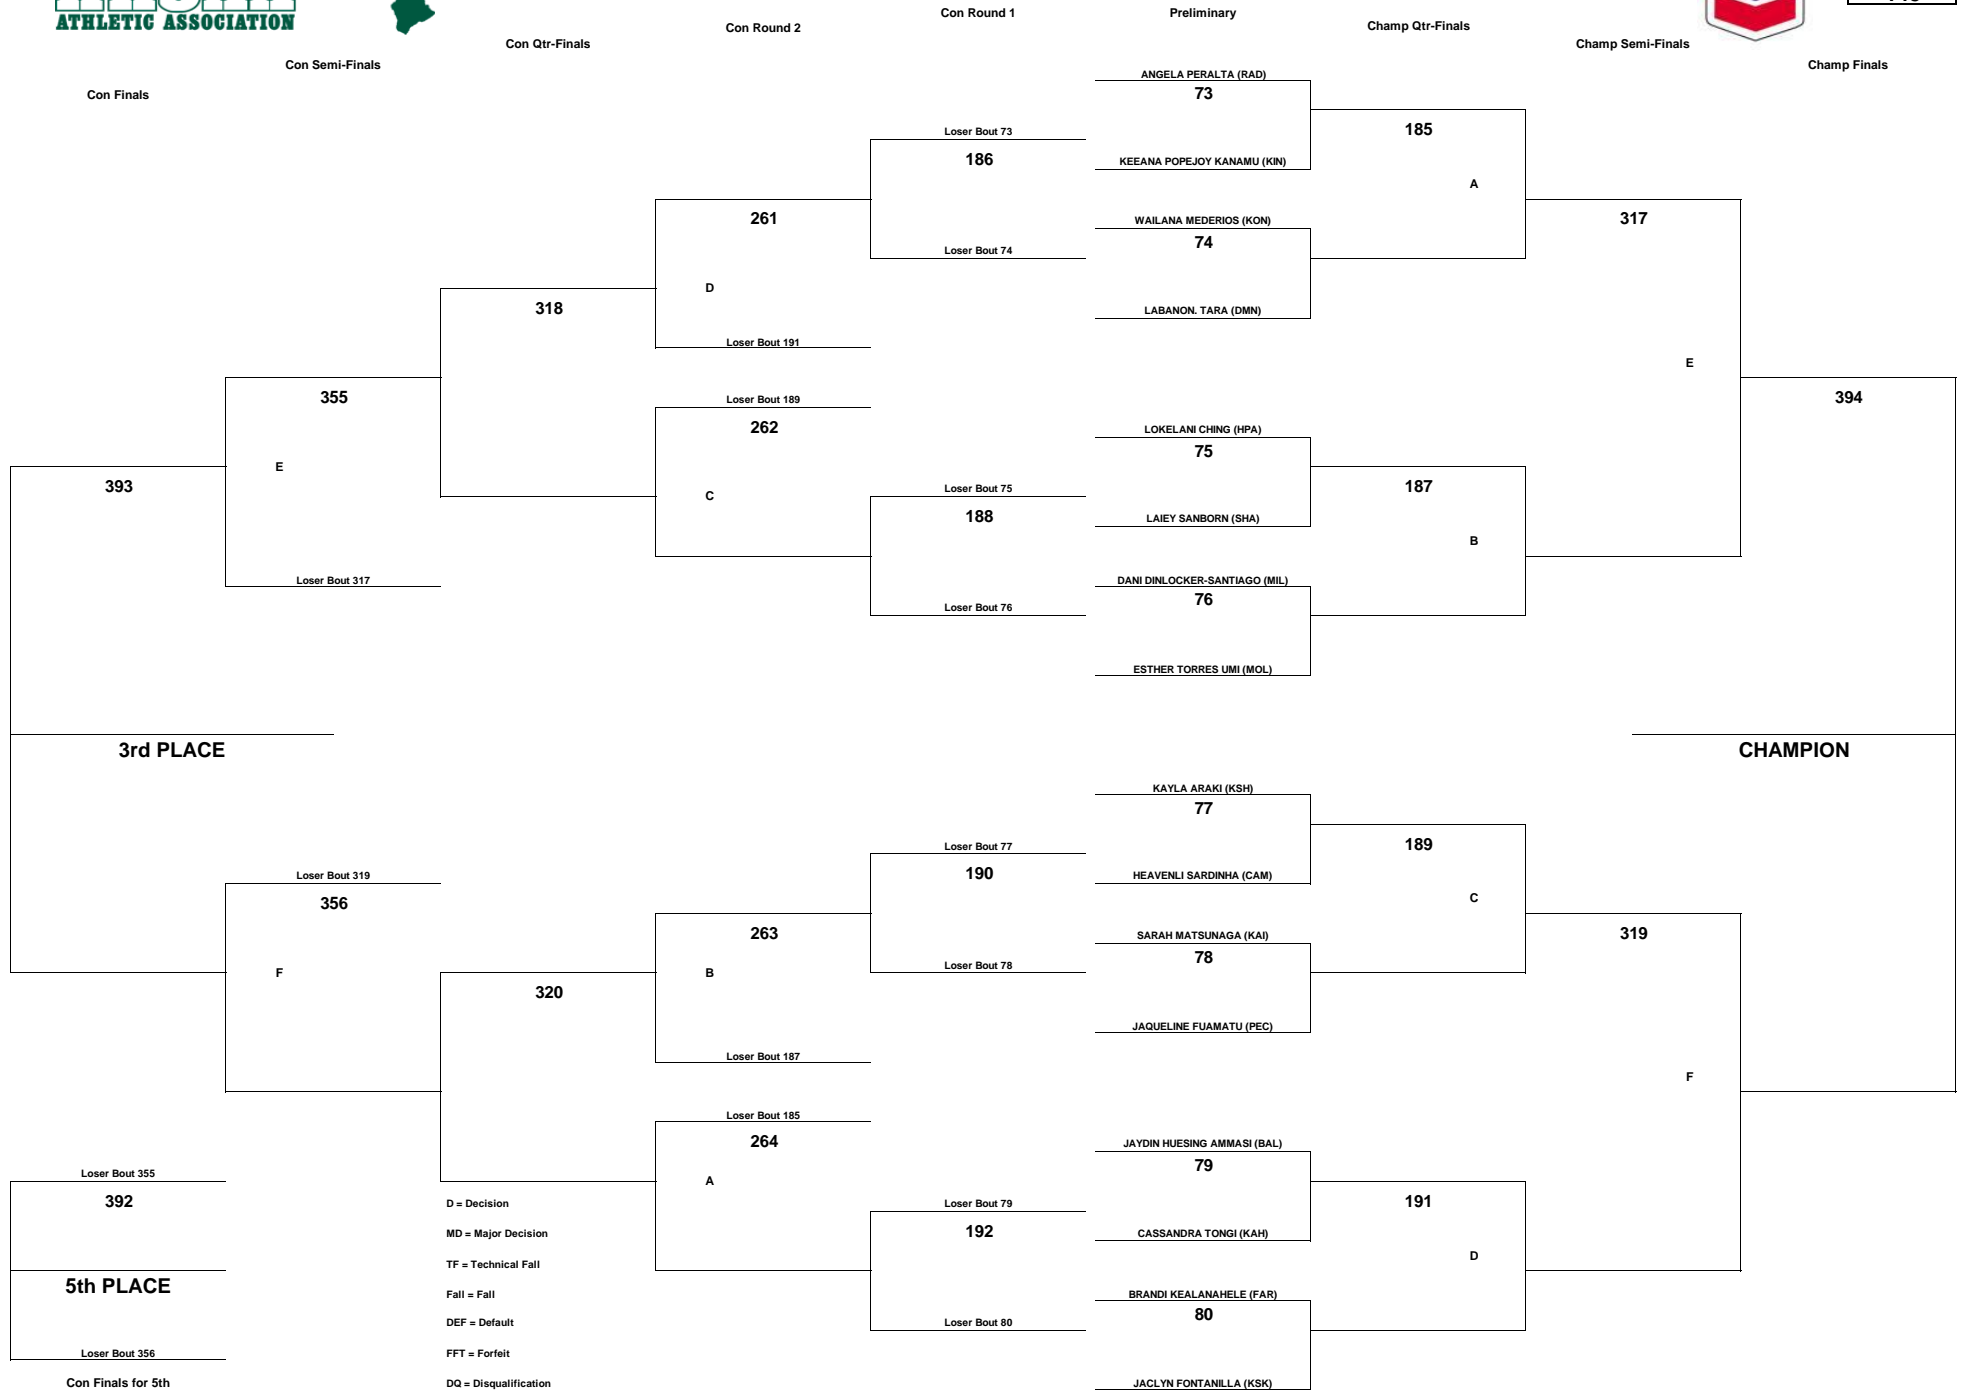 ATHLETIC ASSOCIATION
Con Round 1
Preliminary
Con Round 2
Champ Qtr-Finals
Con Qtr-Finals
Champ Semi-Finals
Con Semi-Finals
Champ Finals
Con Finals
ANGELA PERALTA (RAD)
73
185
Loser Bout 73
186
KEEANA POPEJOY KANAMU (KIN)
A
261
WAILANA MEDERIOS (KON)
317
Loser Bout 74
74
D
318
LABANON. TARA (DMN)
Loser Bout 191
E
355
Loser Bout 189
394
262
LOKELANI CHING (HPA)
75
E
393
Loser Bout 75
187
C
188
LAIEY SANBORN (SHA)
B
Loser Bout 317
DANI DINLOCKER-SANTIAGO (MIL)
Loser Bout 76
76
ESTHER TORRES UMI (MOL)
3rd PLACE
CHAMPION
KAYLA ARAKI (KSH)
77
Loser Bout 77
189
Loser Bout 319
190
HEAVENLI SARDINHA (CAM)
356
C
263
SARAH MATSUNAGA (KAI)
319
78
F
B
Loser Bout 78
320
JAQUELINE FUAMATU (PEC)
Loser Bout 187
F
Loser Bout 185
264
JAYDIN HUESING AMMASI (BAL)
79
Loser Bout 355
A
392
D = Decision
Loser Bout 79
191
192
MD = Major Decision
CASSANDRA TONGI (KAH)
D
TF = Technical Fall
5th PLACE
Fall = Fall
BRANDI KEALANAHELE (FAR)
80
DEF = Default
Loser Bout 80
Loser Bout 356
FFT = Forfeit
Con Finals for 5th
DQ = Disqualification
JACLYN FONTANILLA (KSK)